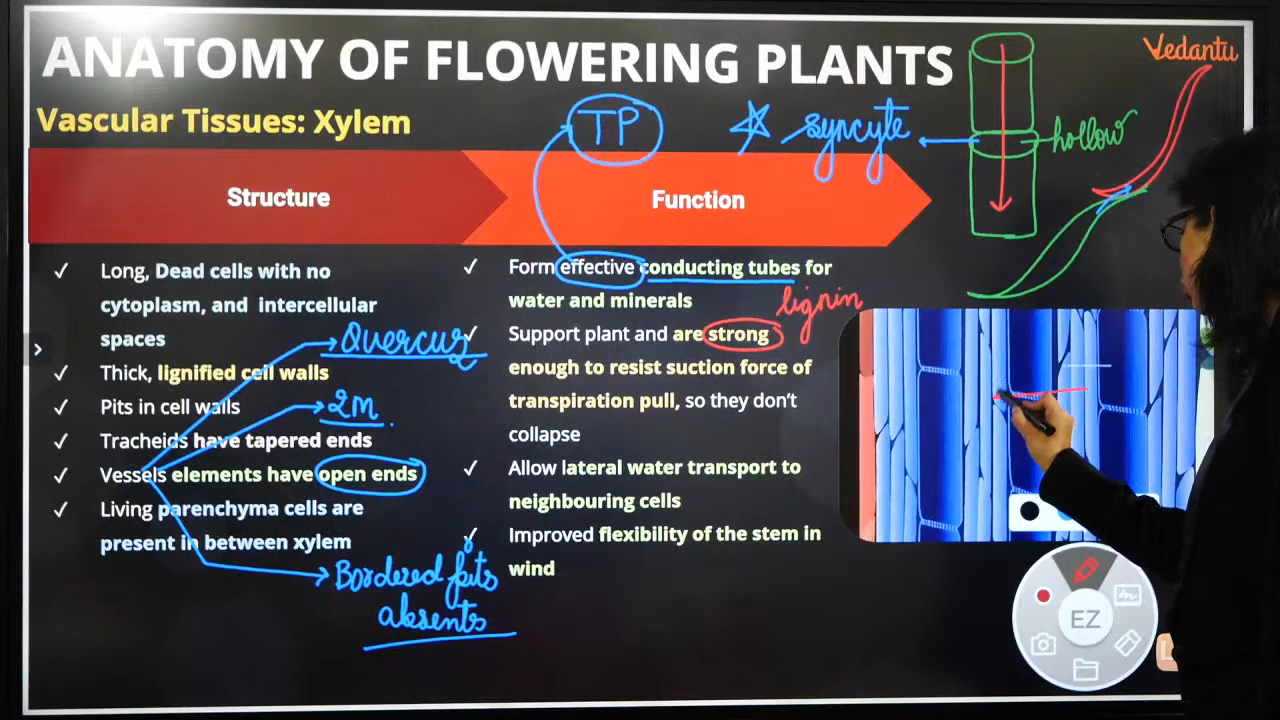 ANATOMY OF FLOWERING PLANTS
Vedantu
Vascular Tissues: Xylem
TP
syncyte
hollow
Structure
Function
Long, Dead cells with no
cytoplasm, and intercellular
spaces
Quercus
Thick, lignified cell walls
Pits in cell walls
2M
Tracheids have tapered ends
Vessels elements have open ends
Living parenchyma cells are
present in between xylem
Bordered pits
absents
Form effective conducting tubes for
water and minerals
lignin
Support plant and are strong
enough to resist suction force of
transpiration pull, so they don't
collapse
Allow lateral water transport to
neighbouring cells
Improved flexibility of the stem in
wind
EZ